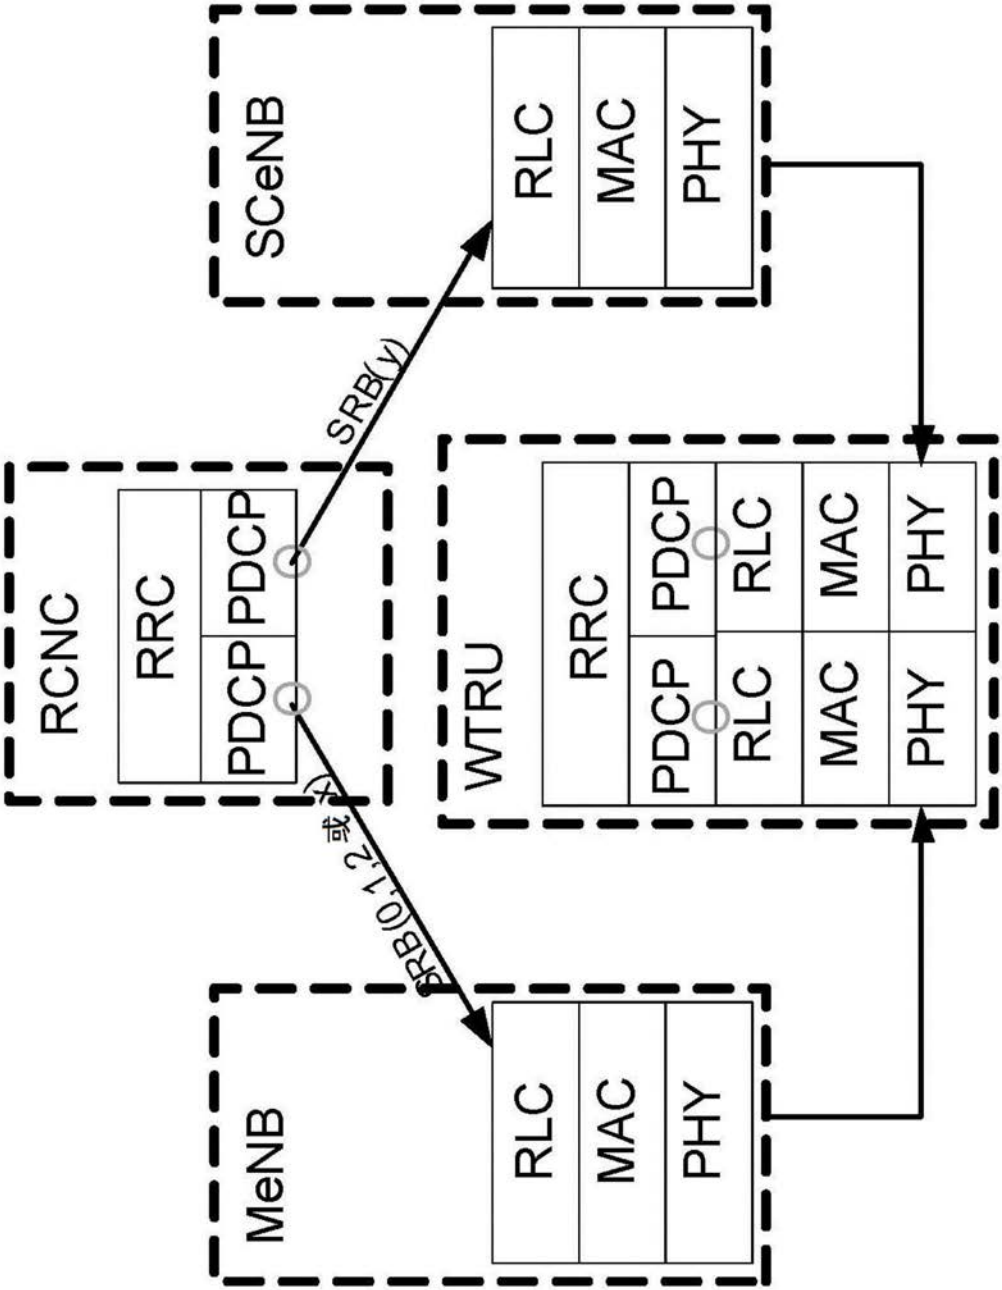 RCNC
RRC
PDCP PDCP
SRB(0,1,2 或 x)
SRB(y)
MeNB
RLC
MAC
PHY
SCeNB
RLC
MAC
PHY
WTRU
RRC
PDCP PDCP
RLC RLC
MAC MAC
PHY PHY